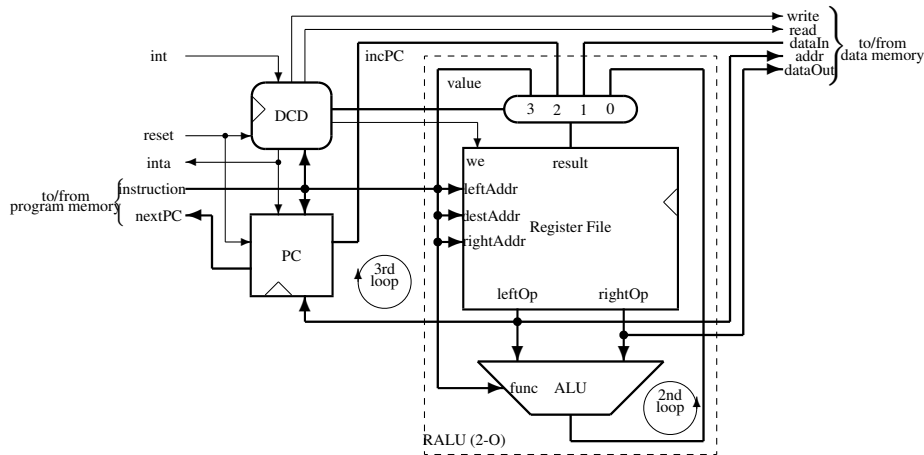 write
read
dataIn
addr
dataOut
to/from
data memory
int
incPC
value
DCD
3 2 1 0
reset
inta
we
result
to/from
program memory
instruction
nextPC
leftAddr
destAddr
rightAddr
Register File
PC
3rd
loop
leftOp
rightOp
func
ALU
2nd
loop
RALU (2-O)